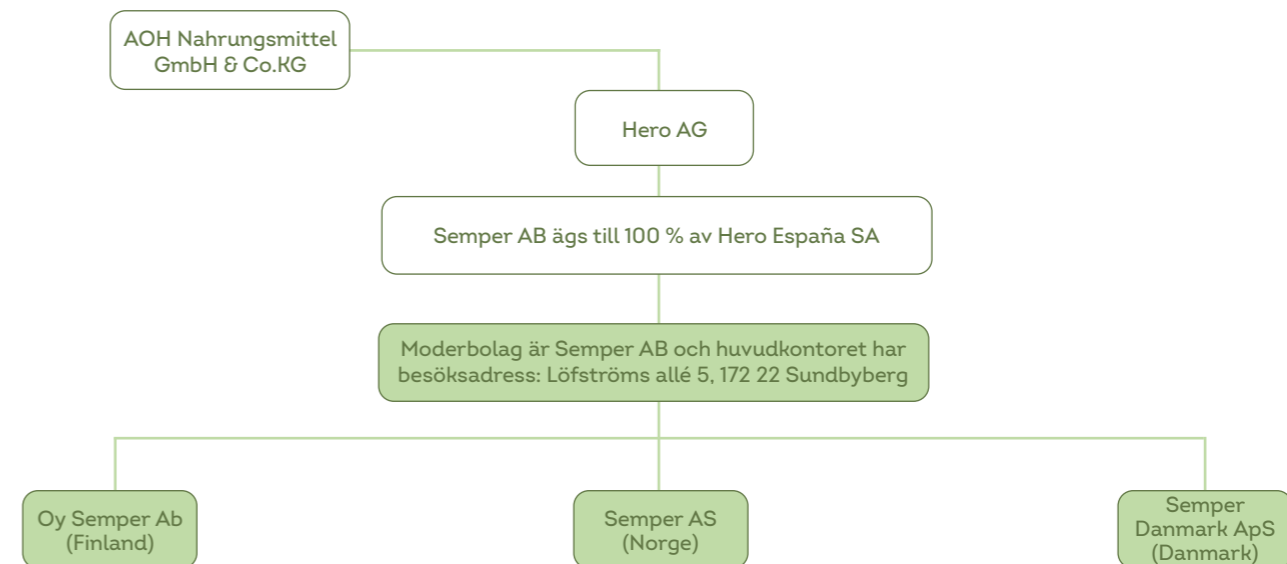 AOH Nahrungsmittel
GmbH & Co.KG
Hero AG
Semper AB ägs till 100 % av Hero España SA
Moderbolag är Semper AB och huvudkontoret har
besöksadress: Löfströms allé 5, 172 22 Sundbyberg
Oy Semper Ab
(Finland)
Semper AS
(Norge)
Semper
Danmark ApS
(Danmark)